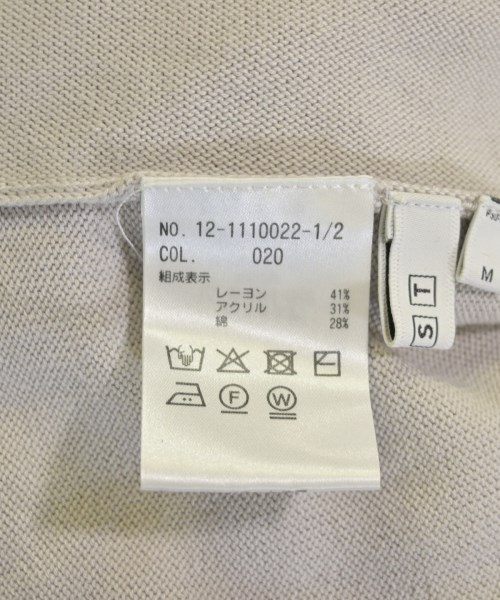 NO. 12-1110022-1/2
COL. 020
組成表示
レーヨン 41%
アクリル 31%
綿 28%
F W
S T
M